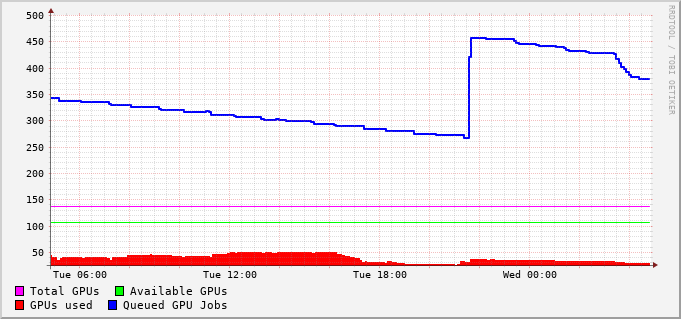 500
450
400
350
300
250
200
150
100
50
Tue 06:00 Tue 12:00 Tue 18:00 Wed 00:00
Total GPUs Available GPUs
GPUs used Queued GPU Jobs
RRDTOOL / TOBI OETIKER